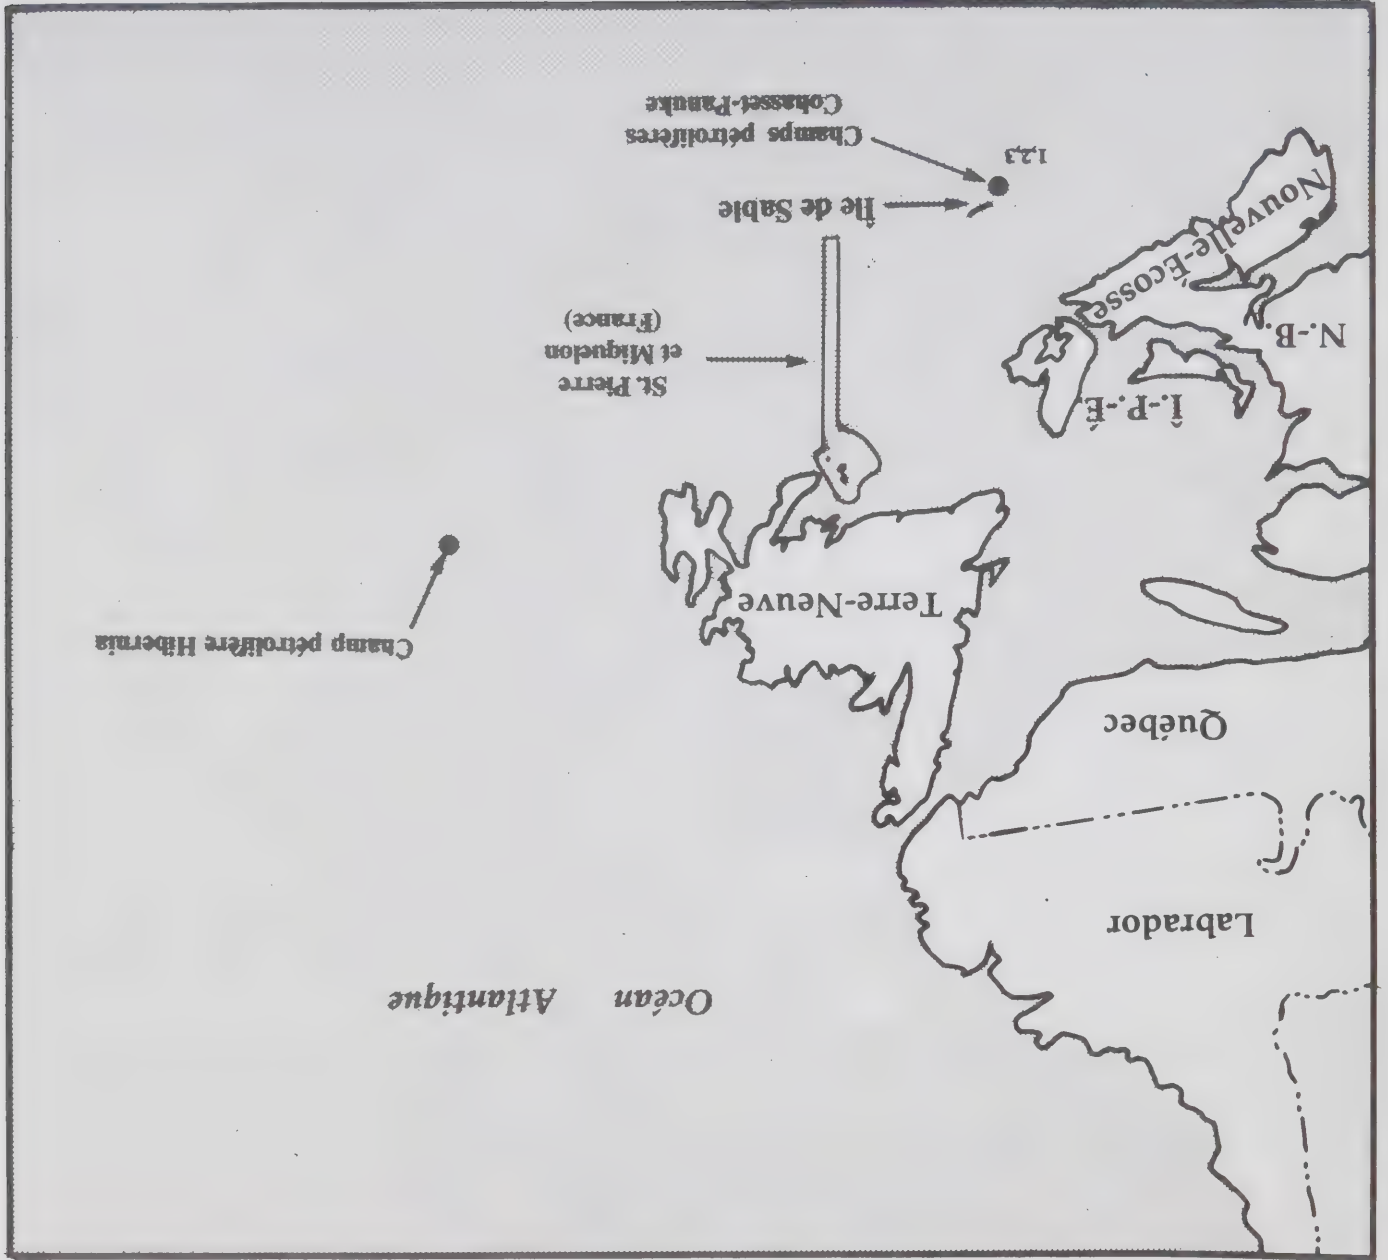 Océan Atlantique
Labrador
Québec
Champ pétrolifère Hibernia
Terre-Neuve
St. Pierre
et Miquelon
(France)
Î.-P.-É.
N.-B.
Nouvelle-Écosse
Île de Sable
Champs pétrolifères
Cohasset-Panuke
1,2,3